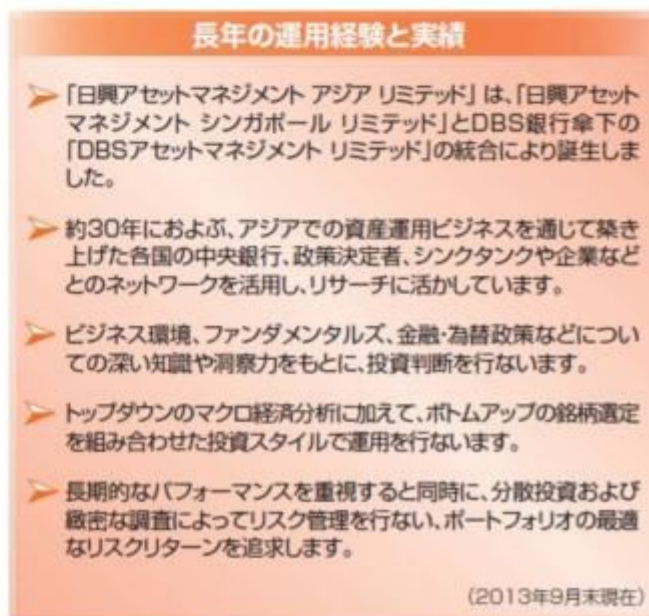 長年の運用経験と実績
「日興アセットマネジメント アジア リミテッド」は、「日興アセット
マネジメント シンガポール リミテッド」とDBS銀行傘下の
「DBSアセットマネジメント リミテッド」の統合により誕生しま
した。
約30年におよぶ、アジアでの資産運用ビジネスを通じて築き
上げた各国の中央銀行、政策決定者、シンクタンクや企業など
とのネットワークを活用し、リサーチに活かしています。
ビジネス環境、ファンダメンタルズ、金融・為替政策などについ
ての深い知識や洞察力をもとに、投資判断を行ないます。
トップダウンのマクロ経済分析に加えて、ボトムアップの銘柄選定
を組み合わせた投資スタイルで運用を行ないます。
長期的なパフォーマンスを重視すると同時に、分散投資および
緻密な調査によってリスク管理を行ない、ポートフォリオの最適
なリスクリターンを追求します。
(2013年9月末現在)